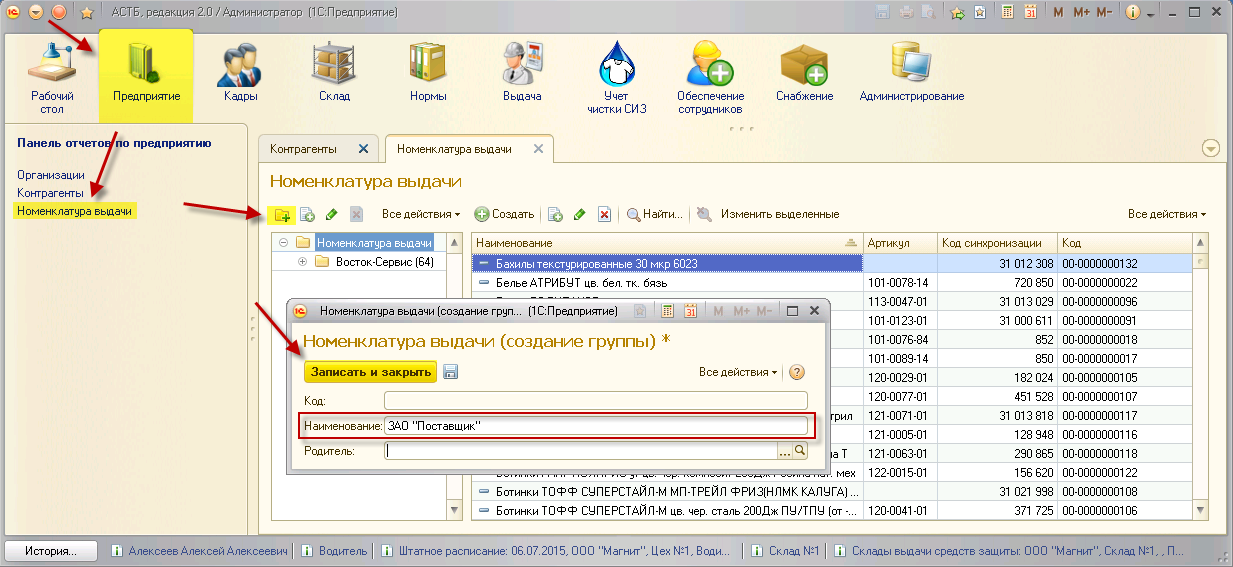 АСТБ, редакция 2.0 / Администратор (1С:Предприятие)
M M+ M-
Рабочий стол
Предприятие
Кадры
Склад
Нормы
Выдача
Учет чистки СИЗ
Обеспечение сотрудников
Снабжение
Администрирование
Панель отчетов по предприятию
Организации
Контрагенты
Номенклатура выдачи
Контрагенты
Номенклатура выдачи
Номенклатура выдачи
Все действия
Создать
Найти...
Изменить выделенные
Все действия
Номенклатура выдачи
Восток-Сервис (64)
Наименование Артикул Код синхронизации Код
Бахилы текстурированные 30 мкр 6023 31 012 308 00-0000000132
Белье АТРИБУТ цв. бел. тк. бязь 101-0078-14 720 850 00-0000000022
113-0047-01 31 013 029 00-0000000096
101-0123-01 31 000 611 00-0000000091
101-0076-84 852 00-0000000018
101-0089-14 850 00-0000000017
120-0029-01 182 024 00-0000000105
120-0077-01 451 528 00-0000000107
трил 121-0071-01 31 013 818 00-0000000117
121-0005-01 128 948 00-0000000116
на Т 121-0063-01 290 865 00-0000000118
мех 122-0015-01 156 620 00-0000000122
Ботинки ТОФФ СУПЕРСТАЙЛ-М МП-ТРЕЙЛ ФРИЗ(НЛМК КАЛУГА) ... 31 021 998 00-0000000108
Ботинки ТОФФ СУПЕРСТАЙЛ-М цв. чер. сталь 200Дж ПУ/ТПУ (от -... 120-0041-01 371 725 00-0000000106
Номенклатура выдачи (создание груп... (1С:Предприятие)
M M+ M-
Номенклатура выдачи (создание группы) *
Записать и закрыть
Все действия
Код:
Наименование: ЗАО "Поставщик"
Родитель:
История...
Алексеев Алексей Алексеевич
Водитель
Штатное расписание: 06.07.2015, ООО "Магнит", Цех №1, Води...
Склад №1
Склады выдачи средств защиты: ООО "Магнит", Склад №1, , П...